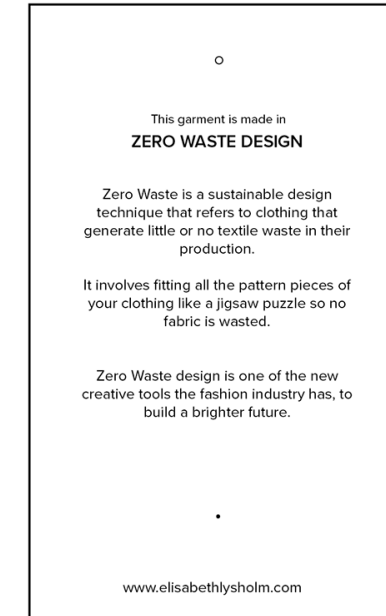 This garment is made in
ZERO WASTE DESIGN
Zero Waste is a sustainable design
technique that refers to clothing that
generate little or no textile waste in their
production.
It involves fitting all the pattern pieces of
your clothing like a jigsaw puzzle so no
fabric is wasted.
Zero Waste design is one of the new
creative tools the fashion industry has, to
build a brighter future.
www.elisabethlysholm.com